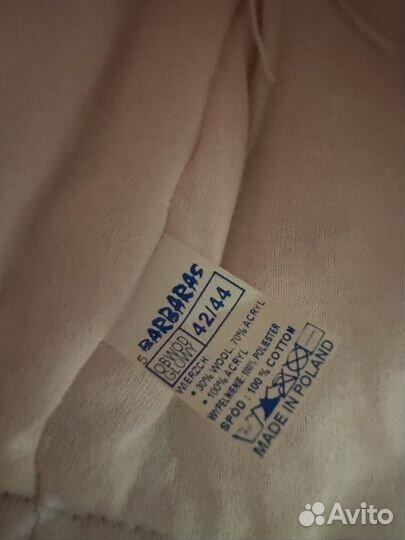 BARBARAS
5
OBWÓD
GŁOWY
42/44
WIERZCH:
• 30% WOOL, 70% ACRYL
• 100% ACRYL
WYPEŁNIENIE: 100% POLIESTER
SPÓD : 100 % COTTON
MADE IN POLAND
Avito